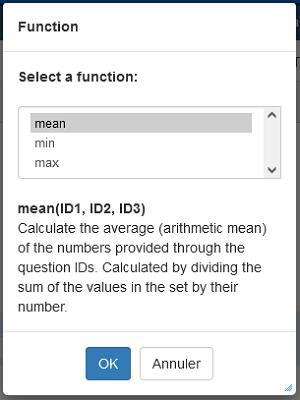 Function
Select a function:
mean
min
max
mean(ID1, ID2, ID3)
Calculate the average (arithmetic mean)
of the numbers provided through the
question IDs. Calculated by dividing the
sum of the values in the set by their
number.
OK
Annuler